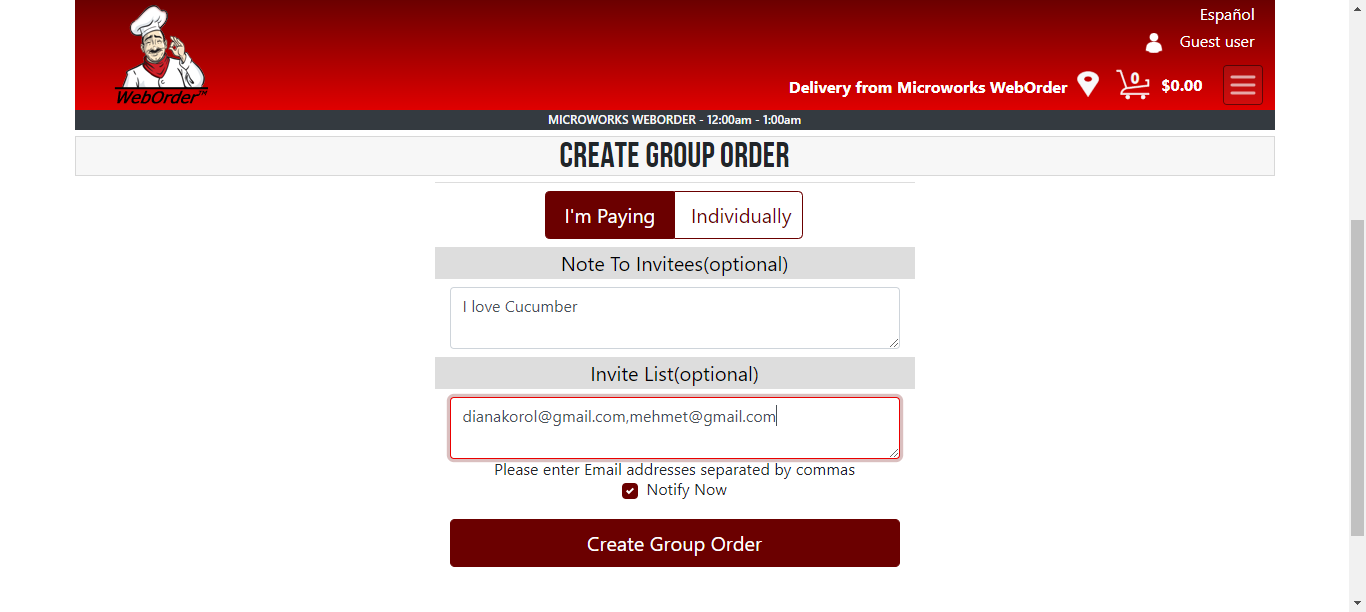 Español
Guest user
WebOrder™
Delivery from Microworks WebOrder 0 $0.00
MICROWORKS WEBORDER - 12:00am - 1:00am
CREATE GROUP ORDER
I'm Paying Individually
Note To Invitees(optional)
I love Cucumber
Invite List(optional)
dianakorol@gmail.com,mehmet@gmail.com
Please enter Email addresses separated by commas
Notify Now
Create Group Order